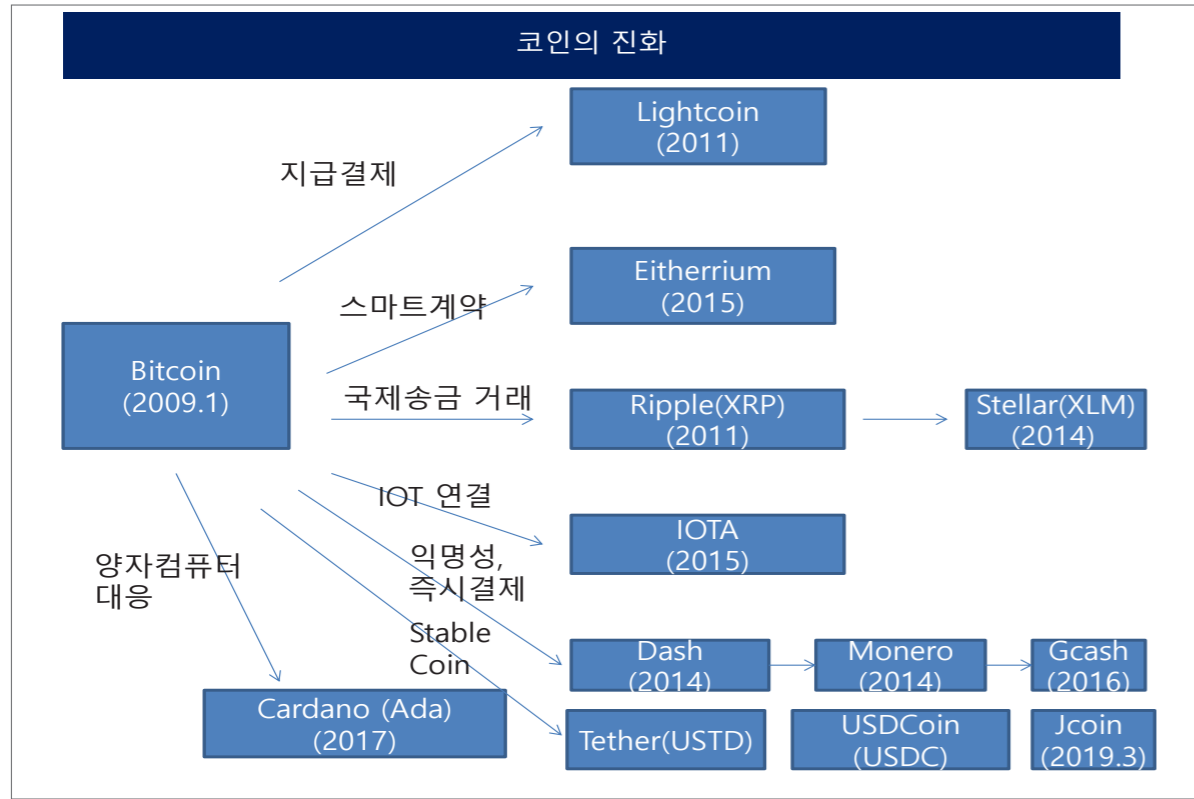 코인의 진화
Lightcoin
(2011)
지급결제
Eitherrium
(2015)
스마트계약
Bitcoin
(2009.1)
국제송금 거래
Ripple(XRP)
(2011)
Stellar(XLM)
(2014)
IOT 연결
IOTA
(2015)
양자컴퓨터
대응
익명성,
즉시결제
Stable
Coin
Dash
(2014)
Monero
(2014)
Gcash
(2016)
Cardano (Ada)
(2017)
Tether(USTD)
USDCoin
(USDC)
Jcoin
(2019.3)